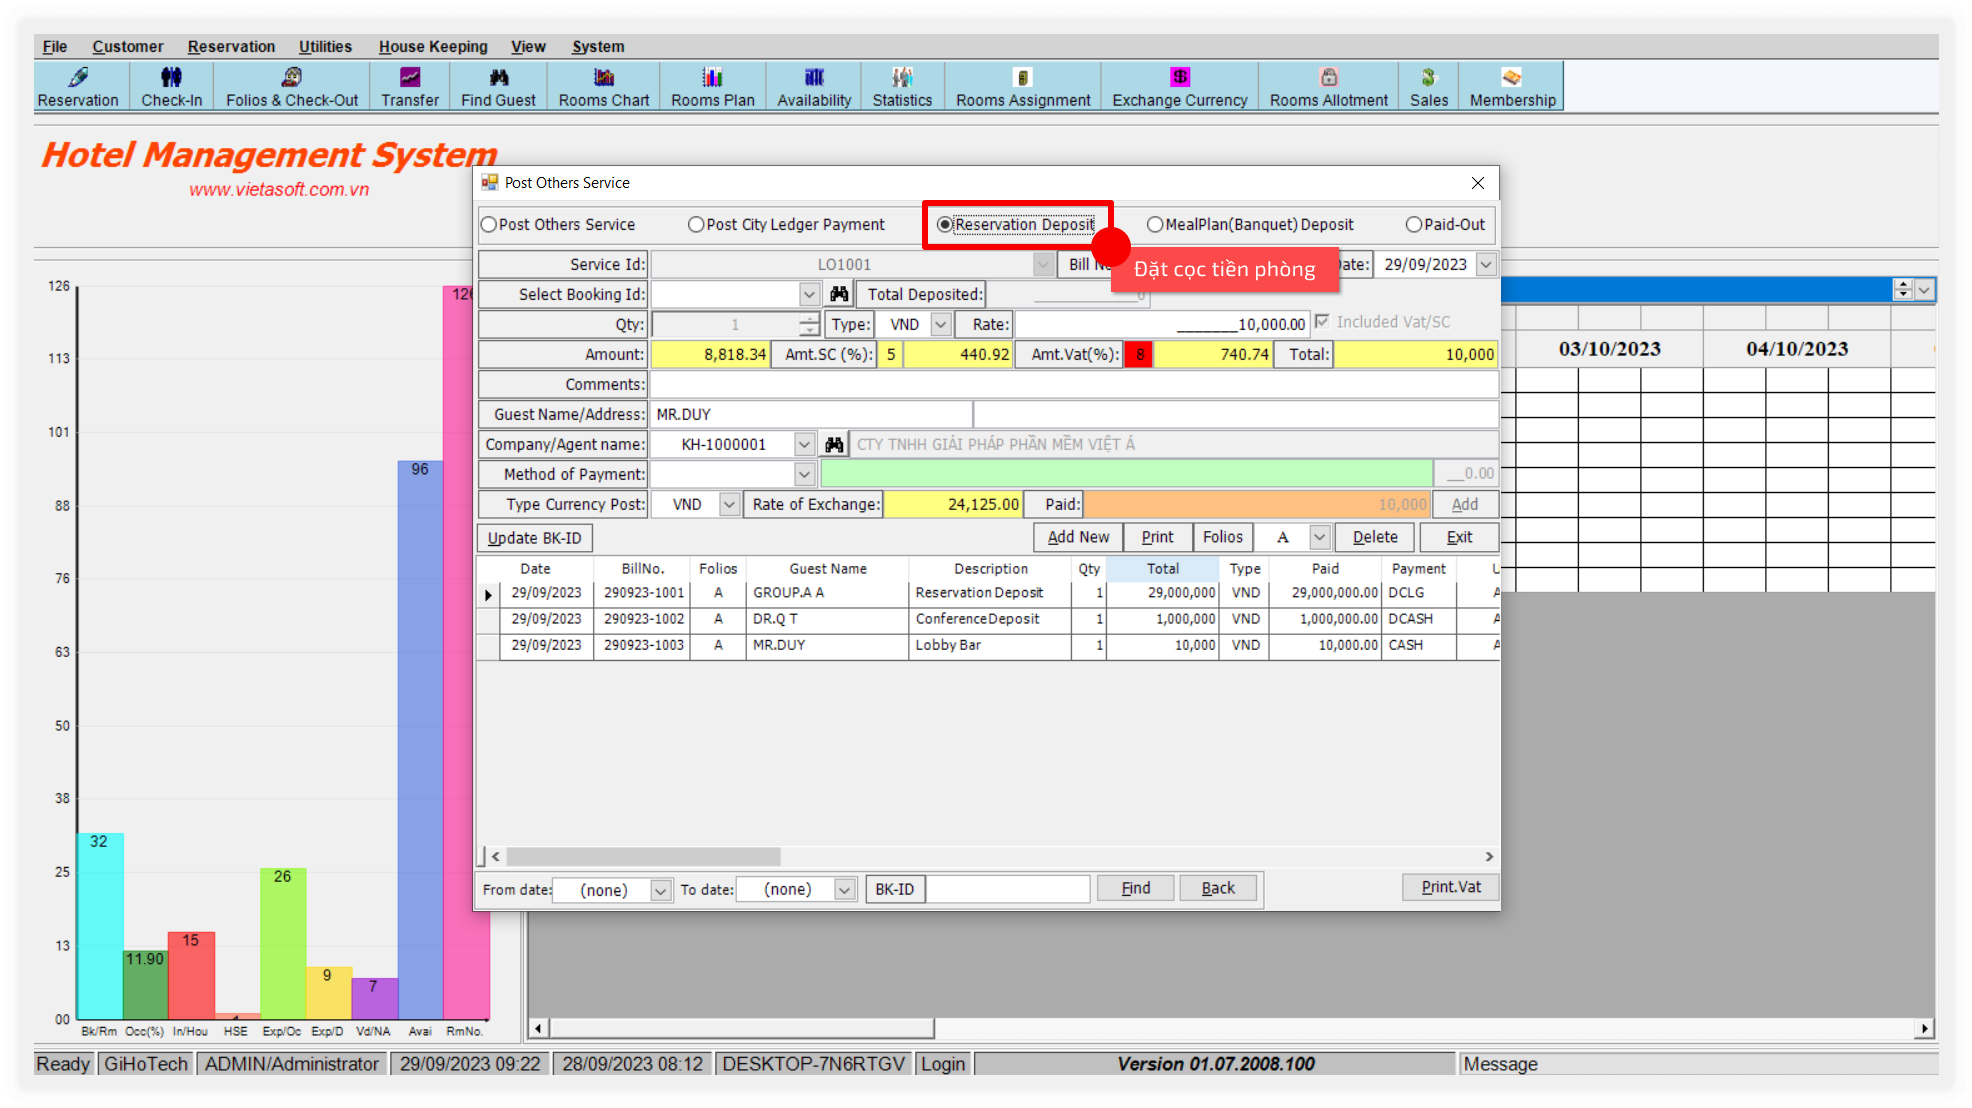 File Customer Reservation Utilities House Keeping View System
Reservation Check-In Folios & Check-Out Transfer Find Guest Rooms Chart Rooms Plan Availability Statistics Rooms Assignment Exchange Currency Rooms Allotment Sales Membership
Hotel Management System
www.vietasoft.com.vn
Post Others Service
Post Others Service Post City Ledger Payment Reservation Deposit MealPlan(Banquet) Deposit Paid-Out
Đặt cọc tiền phòng
Service Id: LO1001 Bill 29/09/2023
Select Booking Id: Total Deposited: 0
Qty: 1 Type: VND Rate: 10,000.00 Included Vat/SC
Amount: 8,818.34 Amt.SC (%): 5 440.92 Amt.Vat(%): 8 740.74 Total: 10,000
Comments:
Guest Name/Address: MR.DUY
Company/Agent name: KH-1000001 CTY TNHH GIẢI PHÁP PHẦN MỀM VIỆT Á
Method of Payment: 0.00
Type Currency Post: VND Rate of Exchange: 24,125.00 Paid: 10,000 Add
Update BK-ID Add New Print Folios A Delete Exit
Date BillNo. Folios Guest Name Description Qty Total Type Paid Payment
29/09/2023 290923-1001 A GROUP.A A Reservation Deposit 1 29,000,000 VND 29,000,000.00 DCLG
29/09/2023 290923-1002 A DR.Q T Conference Deposit 1 1,000,000 VND 1,000,000.00 DCASH
29/09/2023 290923-1003 A MR.DUY Lobby Bar 1 10,000 VND 10,000.00 CASH
From date: (none) To date: (none) BK-ID Find Back Print.Vat
03/10/2023 04/10/2023
126
113
101
88
76
63
50
38
25
13
00
32 11.90 15 26 9 7 96 126
Bk/Rm Occ(%) In/Hou HSE Exp/Oc Exp/D Vd/NA Avai RmNo.
Ready GiHoTech ADMIN/Administrator 29/09/2023 09:22 28/09/2023 08:12 DESKTOP-7N6RTGV Login Version 01.07.2008.100 Message